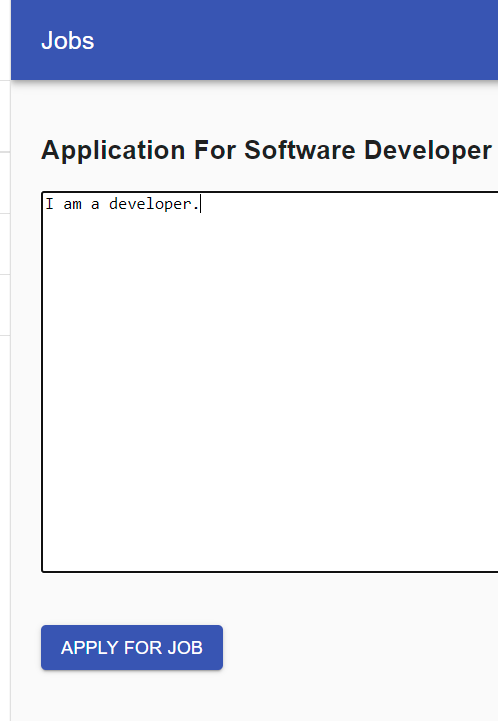 Jobs
Application For Software Developer
I am a developer.
APPLY FOR JOB